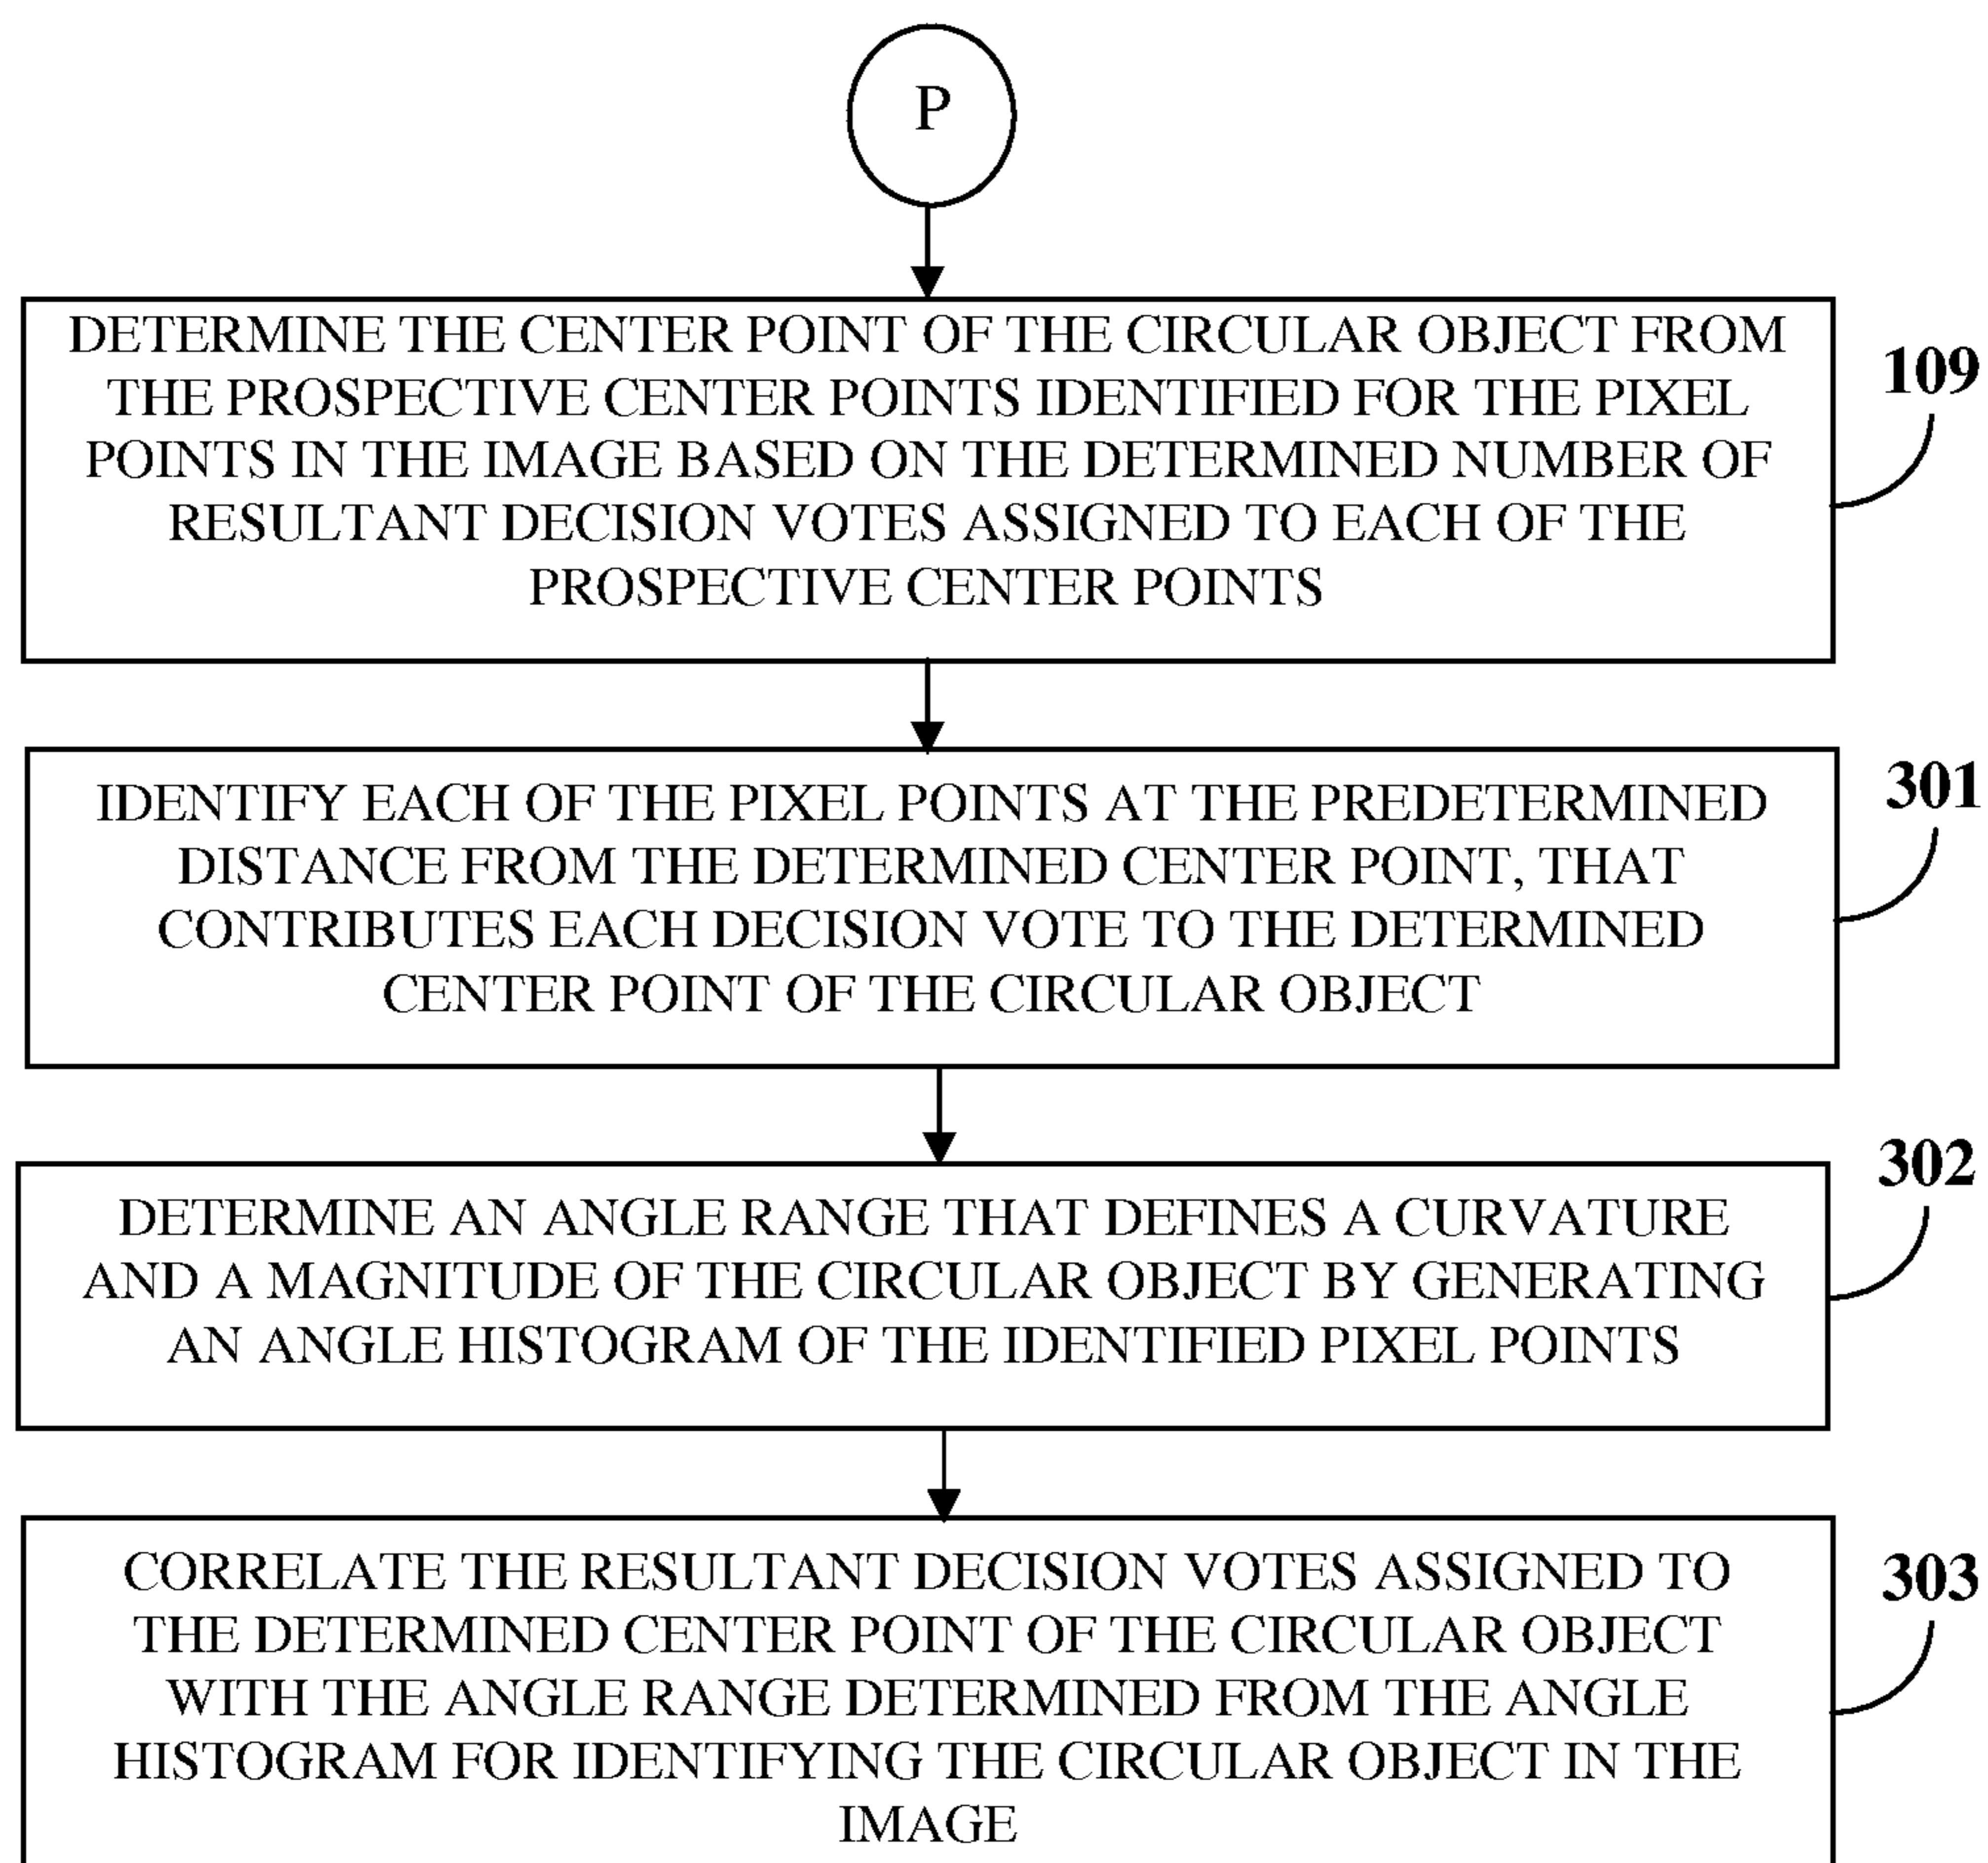 P
DETERMINE THE CENTER POINT OF THE CIRCULAR OBJECT FROM
THE PROSPECTIVE CENTER POINTS IDENTIFIED FOR THE PIXEL
POINTS IN THE IMAGE BASED ON THE DETERMINED NUMBER OF
RESULTANT DECISION VOTES ASSIGNED TO EACH OF THE
PROSPECTIVE CENTER POINTS
109
IDENTIFY EACH OF THE PIXEL POINTS AT THE PREDETERMINED
DISTANCE FROM THE DETERMINED CENTER POINT, THAT
CONTRIBUTES EACH DECISION VOTE TO THE DETERMINED
CENTER POINT OF THE CIRCULAR OBJECT
301
DETERMINE AN ANGLE RANGE THAT DEFINES A CURVATURE
AND A MAGNITUDE OF THE CIRCULAR OBJECT BY GENERATING
AN ANGLE HISTOGRAM OF THE IDENTIFIED PIXEL POINTS
302
CORRELATE THE RESULTANT DECISION VOTES ASSIGNED TO
THE DETERMINED CENTER POINT OF THE CIRCULAR OBJECT
WITH THE ANGLE RANGE DETERMINED FROM THE ANGLE
HISTOGRAM FOR IDENTIFYING THE CIRCULAR OBJECT IN THE
IMAGE
303